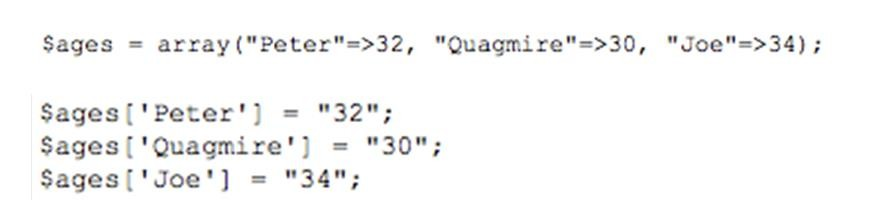 $ages = array("Peter"=>32, "Quagmire"=>30, "Joe"=>34);
$ages['Peter'] = "32";
$ages['Quagmire'] = "30";
$ages['Joe'] = "34";